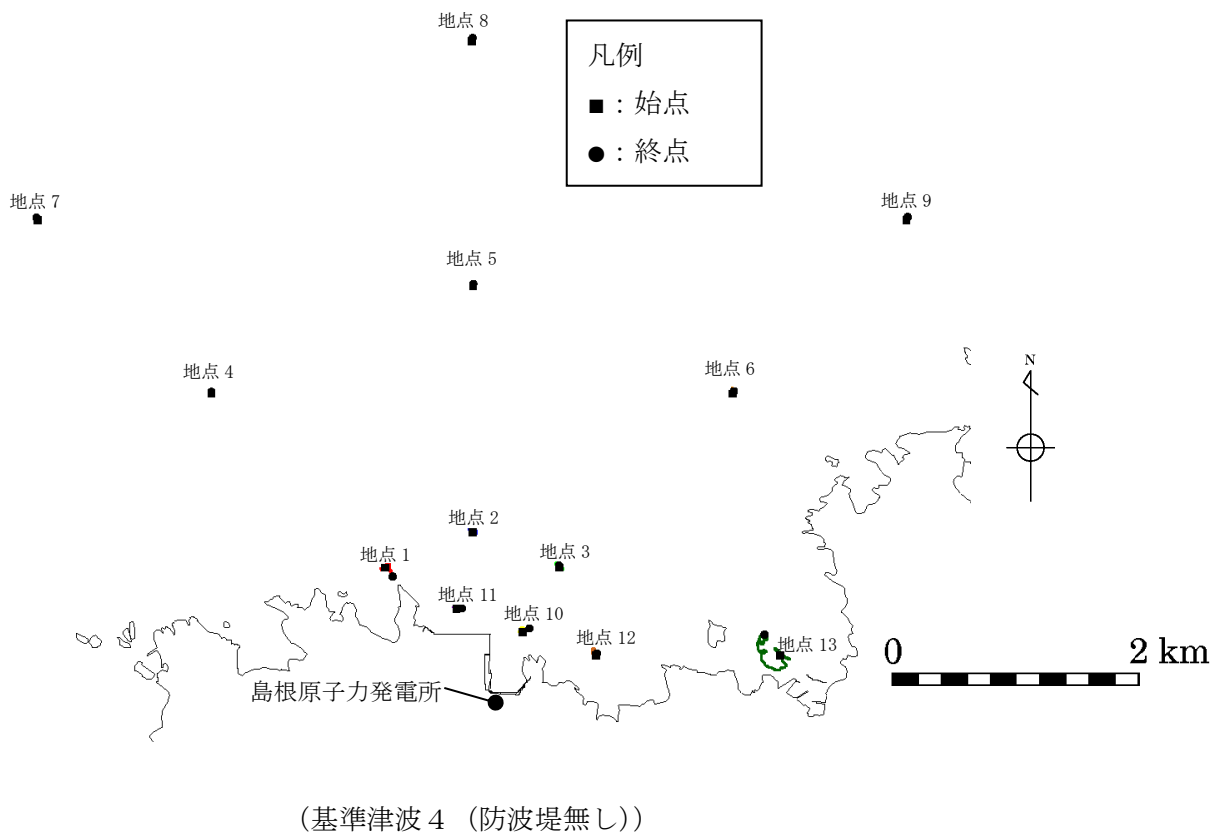 地点 8
凡例
■：始点
●：終点
地点 7
地点 9
地点 5
地点 4
地点 6
N
地点 2
地点 1
地点 3
地点 11
地点 10
地点 12
地点 13
0
2 km
島根原子力発電所
（基準津波４（防波堤無し））